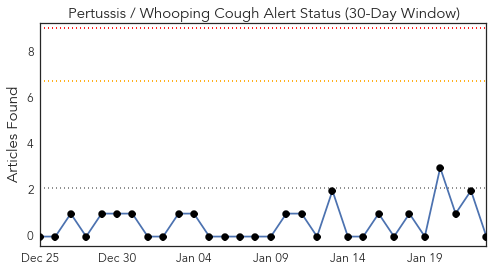 Pertussis / Whooping Cough Alert Status (30-Day Window)
Articles Found
8
6
4
2
0
Dec 25 Dec 30 Jan 04 Jan 09 Jan 14 Jan 19